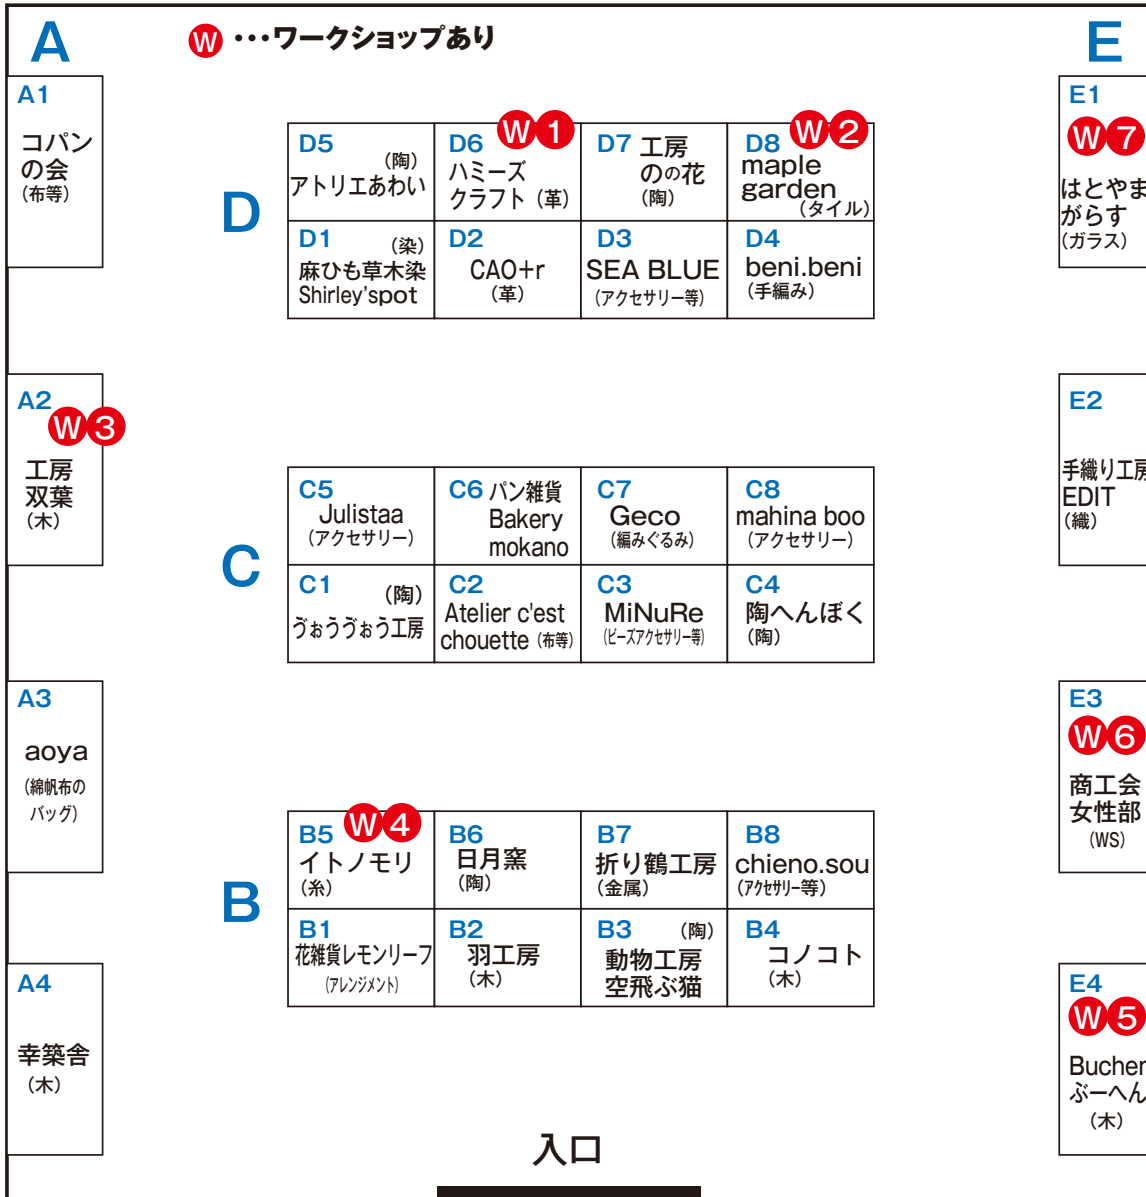 A
W ・・・ワークショップあり
E
A1
コパン
の会
(布等)
A2
W3
工房
双葉
(木)
A3
aoya
(綿帆布の
バッグ)
A4
幸築舎
(木)
D
D5
(陶)
アトリエあわい
D6 W1
ハミーズ
クラフト(革)
D7 工房
のの花
(陶)
D8 W2
maple
garden
(タイル)
D1 (染)
麻ひも草木染
Shirley'spot
D2
CAO+r
(革)
D3
SEA BLUE
(アクセサリー等)
D4
beni.beni
(手編み)
C
C5
Julistaa
(アクセサリー)
C6 パン雑貨
Bakery
mokano
C7
Geco
(編みぐるみ)
C8
mahina boo
(アクセサリー)
C1 (陶)
ゔぉうゔぉう工房
C2
Atelier c'est
chouette (布等)
C3
MiNuRe
(ビーズアクセサリー等)
C4
陶へんぼく
(陶)
B
B5 W4
イトノモリ
(糸)
B6
日月窯
(陶)
B7
折り鶴工房
(金属)
B8
chieno.sou
(アクセサリー等)
B1
花雑貨レモンリーフ
(アレンジメント)
B2
羽工房
(木)
B3 (陶)
動物工房
空飛ぶ猫
B4
コノコト
(木)
E1
W7
はとやま
がらす
(ガラス)
E2
手織り工房
EDIT
(織)
E3
W6
商工会
女性部
(WS)
E4
W5
Buchen
ぶーへん
(木)
入口